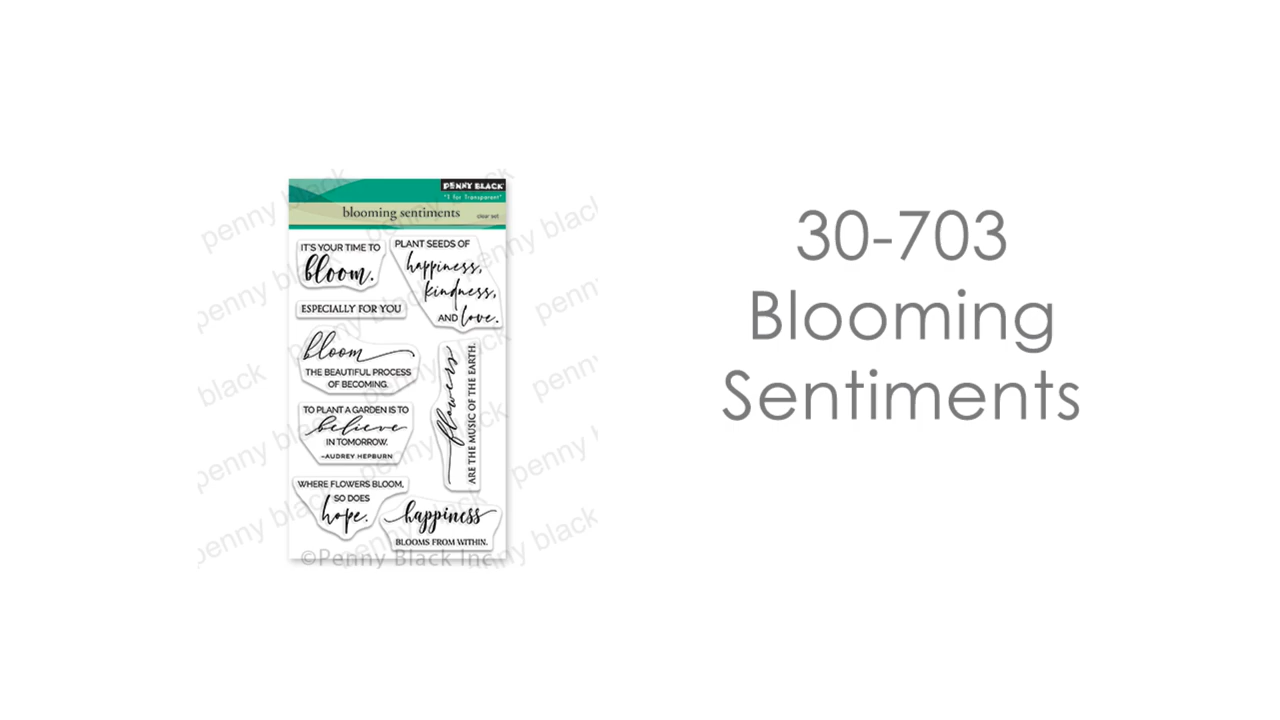 PENNY BLACK
"I for Transparent"
blooming sentiments
clear set
IT'S YOUR TIME TO
bloom.
PLANT SEEDS OF
happiness,
kindness,
AND love.
ESPECIALLY FOR YOU
bloom
THE BEAUTIFUL PROCESS
OF BECOMING.
flowers
ARE THE MUSIC OF THE EARTH.
TO PLANT A GARDEN IS TO
believe
IN TOMORROW.
~AUDREY HEPBURN
WHERE FLOWERS BLOOM,
SO DOES
hope.
happiness
BLOOMS FROM WITHIN.
©Penny Black Inc.
penny black
30-703
Blooming
Sentiments